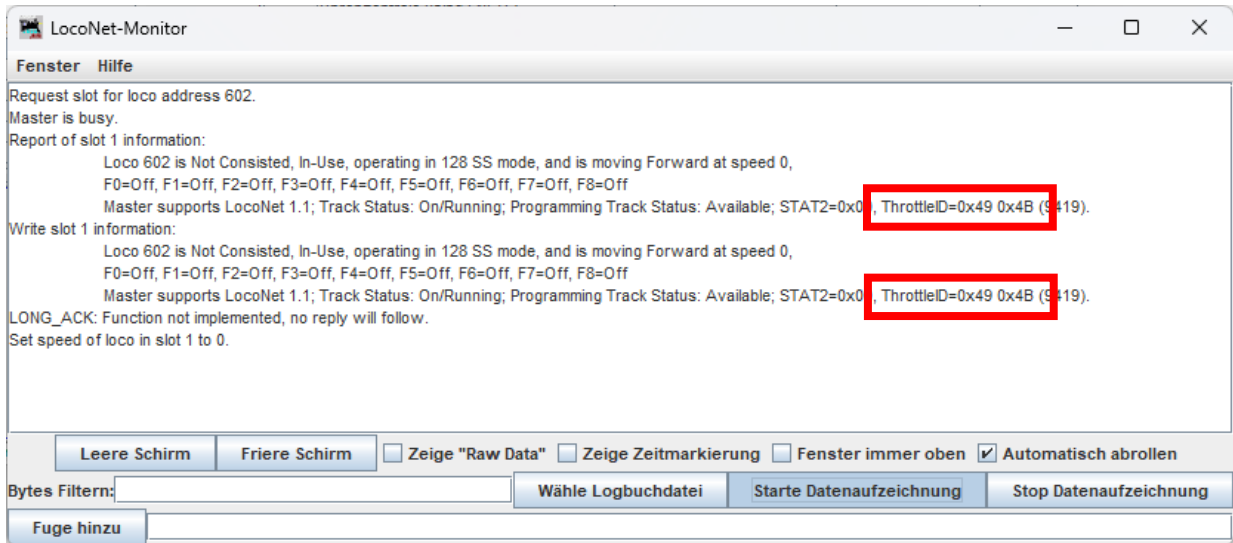 LocoNet-Monitor
Fenster Hilfe
Request slot for loco address 602.
Master is busy.
Report of slot 1 information:
Loco 602 is Not Consisted, In-Use, operating in 128 SS mode, and is moving Forward at speed 0,
F0=Off, F1=Off, F2=Off, F3=Off, F4=Off, F5=Off, F6=Off, F7=Off, F8=Off
Master supports LocoNet 1.1; Track Status: On/Running; Programming Track Status: Available; ThrottleID=0x49 0x4B
Write slot 1 information:
Loco 602 is Not Consisted, In-Use, operating in 128 SS mode, and is moving Forward at speed 0,
F0=Off, F1=Off, F2=Off, F3=Off, F4=Off, F5=Off, F6=Off, F7=Off, F8=Off
Master supports LocoNet 1.1; Track Status: On/Running; Programming Track Status: Available; ThrottleID=0x49 0x4B
LONG_ACK: Function not implemented, no reply will follow.
Set speed of loco in slot 1 to 0.
Leere Schirm Friere Schirm Zeige "Raw Data" Zeige Zeitmarkierung Fenster immer oben Automatisch abrollen
Bytes Filtern: Wähle Logbuchdatei Starte Datenaufzeichnung Stop Datenaufzeichnung
Fuge hinzu